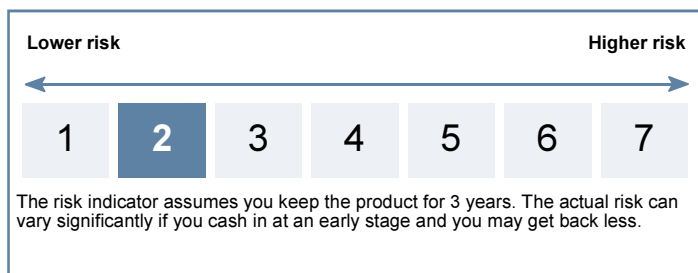 Lower risk Higher risk
1 2 3 4 5 6 7
The risk indicator assumes you keep the product for 3 years. The actual risk can
vary significantly if you cash in at an early stage and you may get back less.